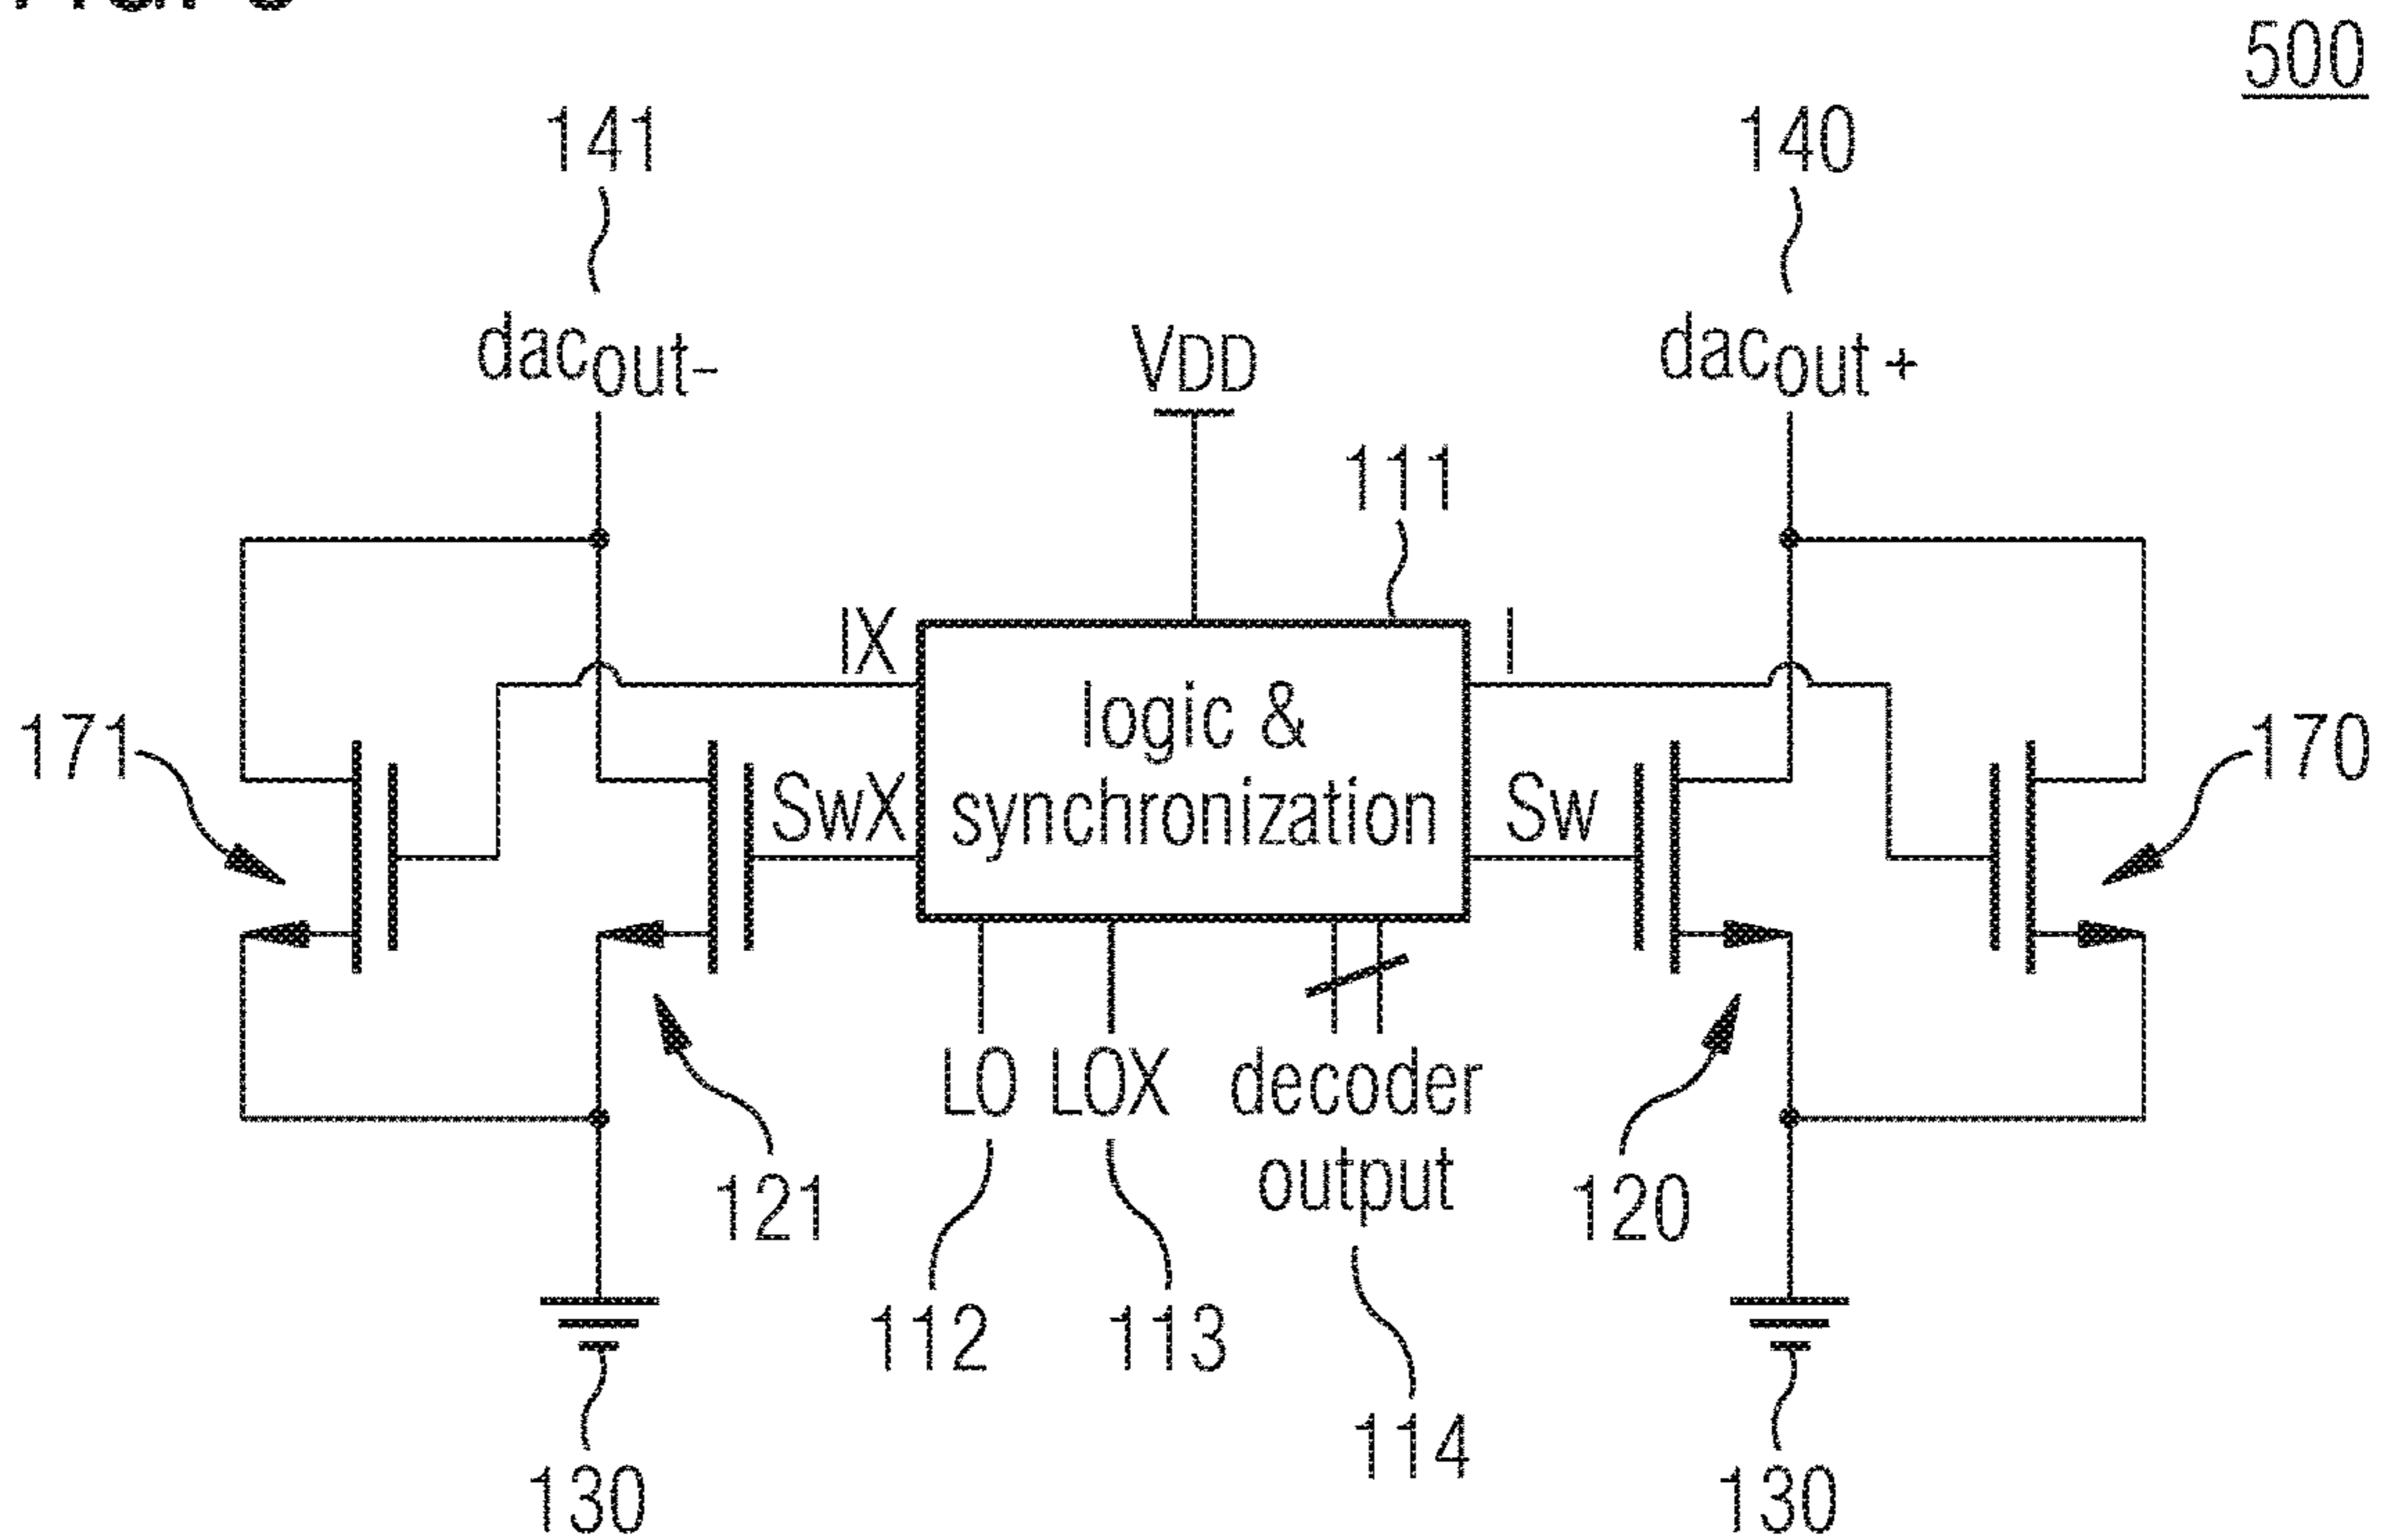 500
141
140
dacout-
VDD
dacout+
111
IX
I
171
logic &
synchronization
170
SwX
Sw
LO
LOX
decoder
output
121
120
112
113
114
130
130